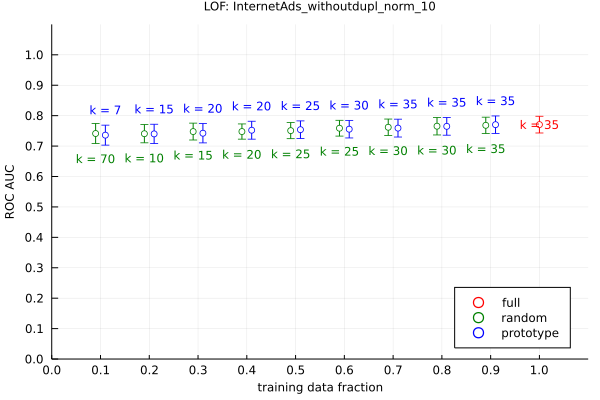 LOF: InternetAds_withoutdupl_norm_10
1.0
0.9
0.8
0.7
0.6
0.5
0.4
0.3
0.2
0.1
0.0
ROC AUC
k = 7 k = 15 k = 20 k = 20 k = 25 k = 30 k = 35 k = 35 k = 35
k = 35
k = 70 k = 10 k = 15 k = 20 k = 25 k = 25 k = 30 k = 30 k = 35
full
random
prototype
0.0 0.1 0.2 0.3 0.4 0.5 0.6 0.7 0.8 0.9 1.0
training data fraction